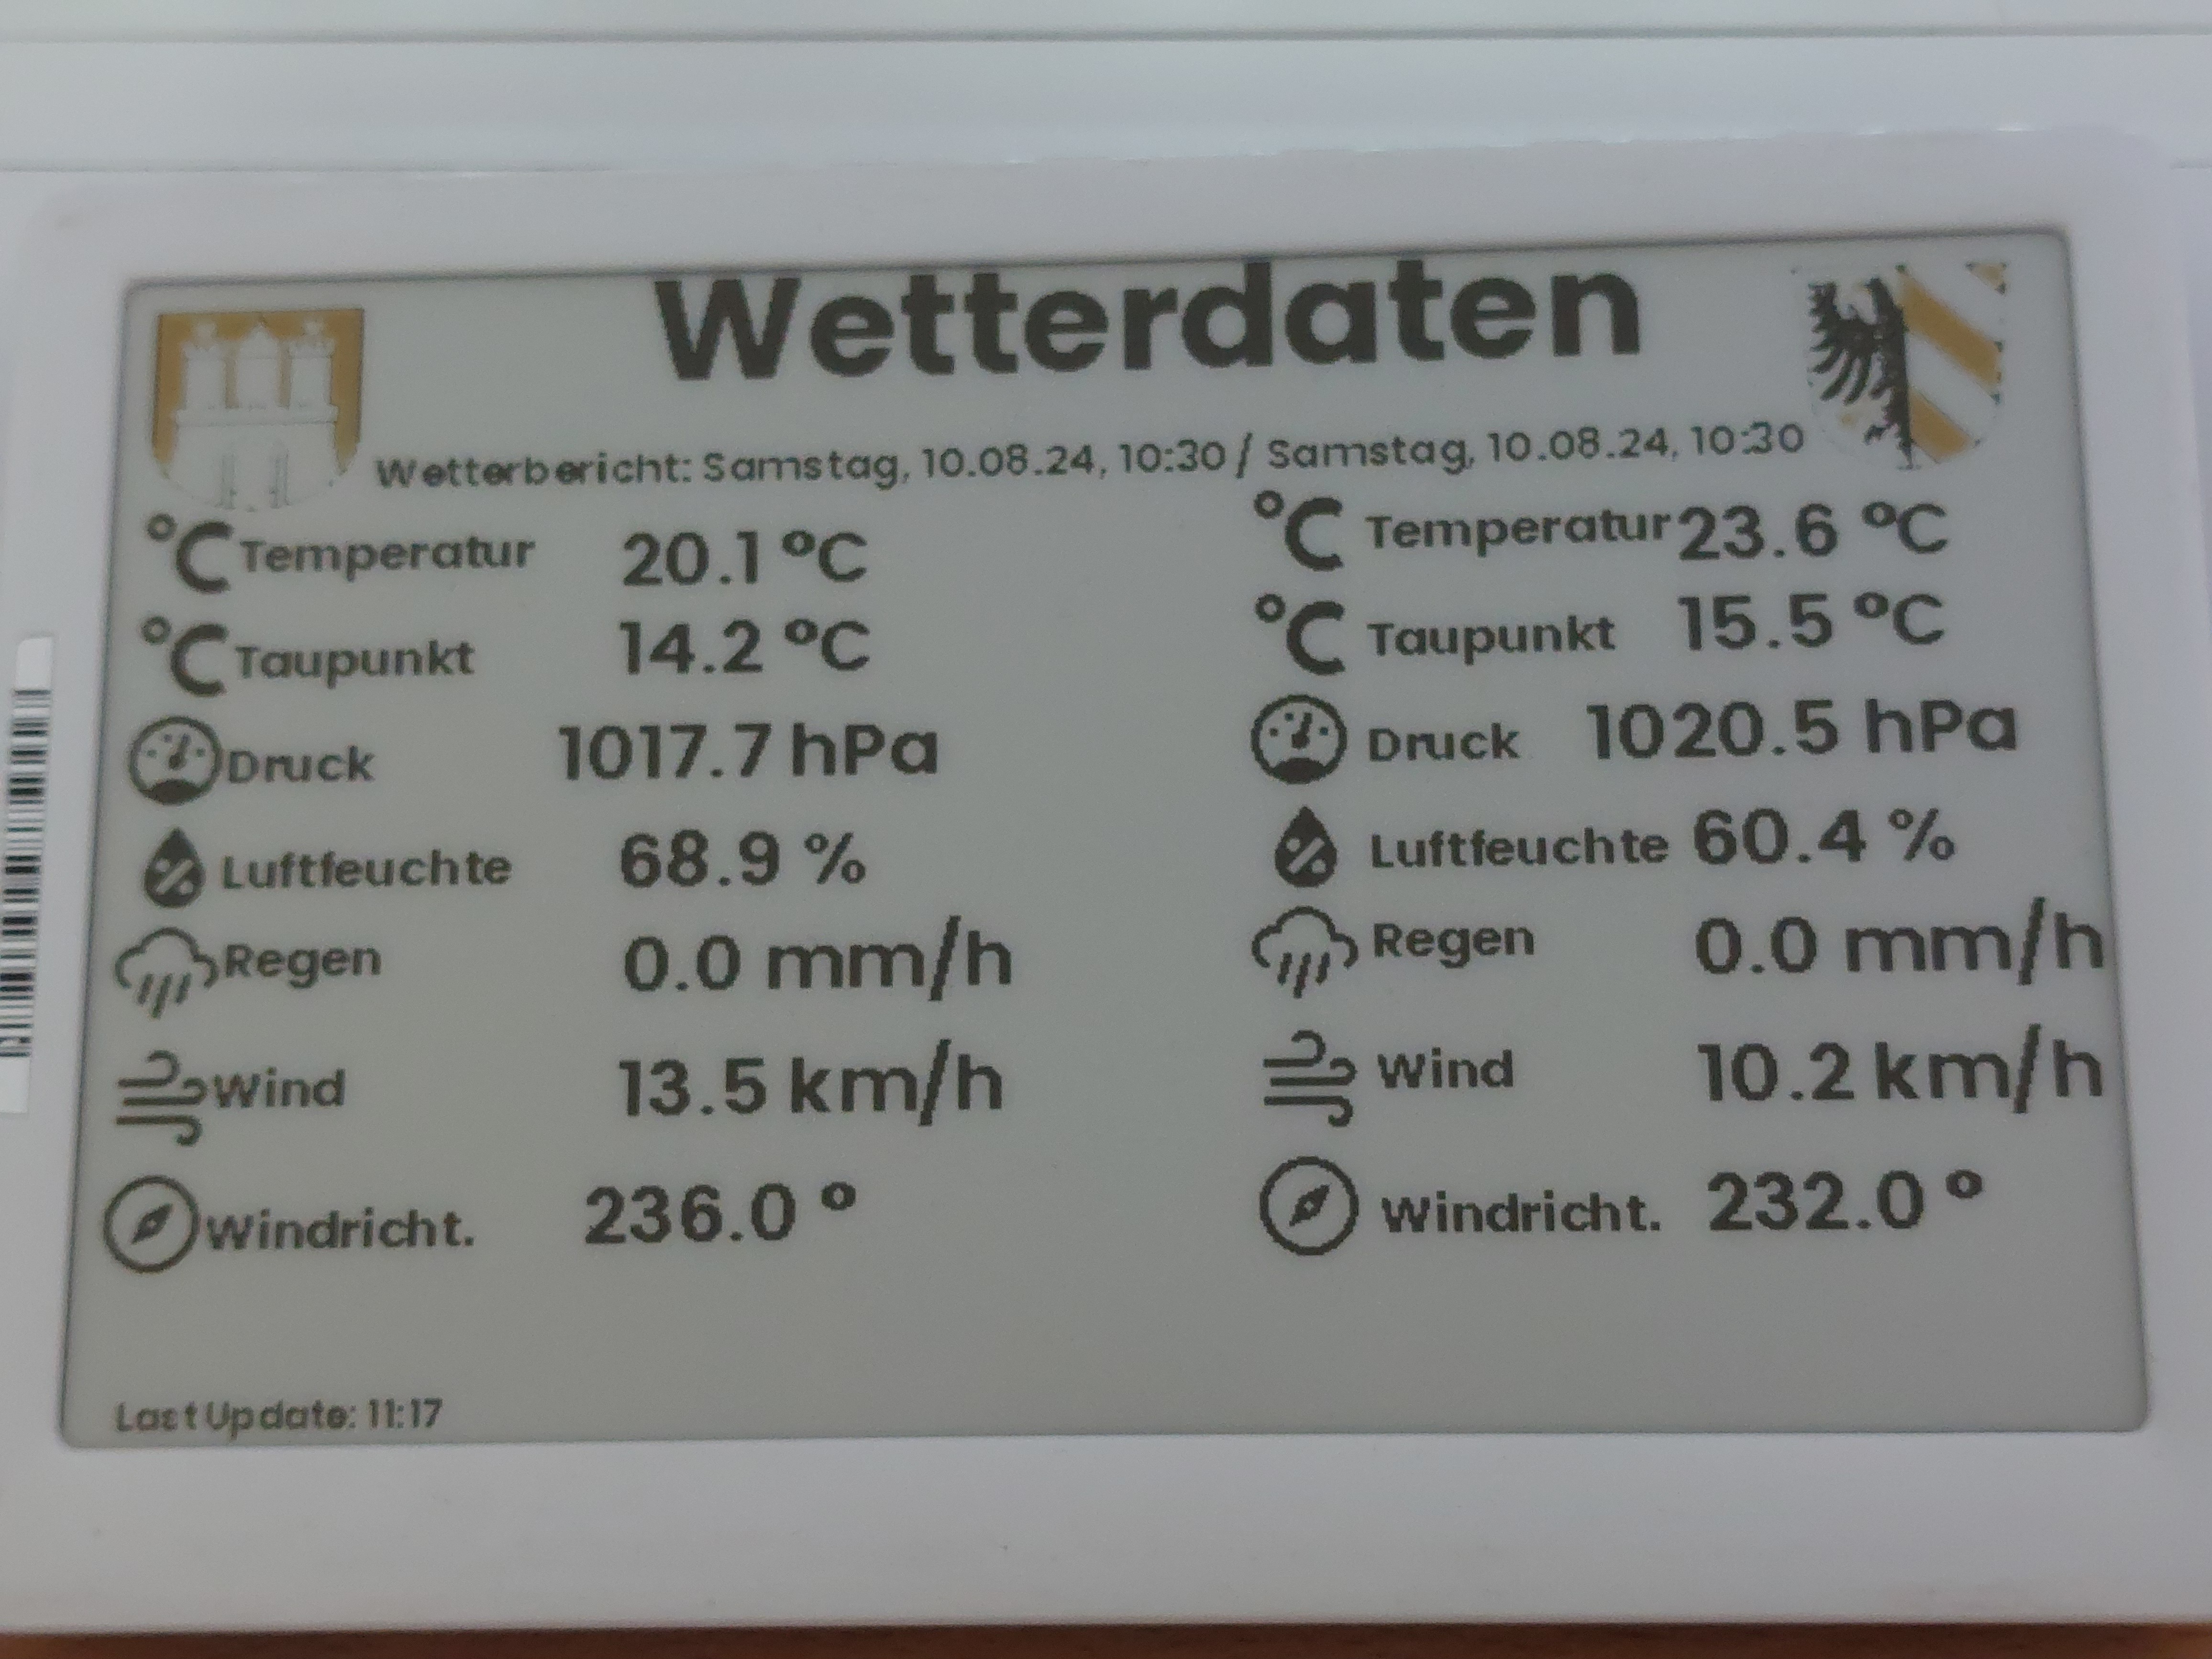 Wetterdaten
Wetterbericht: Samstag, 10.08.24, 10:30 / Samstag, 10.08.24, 10:30
°C Temperatur 20.1 °C
°C Taupunkt 14.2 °C
Druck 1017.7 hPa
Luftfeuchte 68.9 %
Regen 0.0 mm/h
Wind 13.5 km/h
Windricht. 236.0 °
°C Temperatur 23.6 °C
°C Taupunkt 15.5 °C
Druck 1020.5 hPa
Luftfeuchte 60.4 %
Regen 0.0 mm/h
Wind 10.2 km/h
Windricht. 232.0 °
Last Update: 11:17